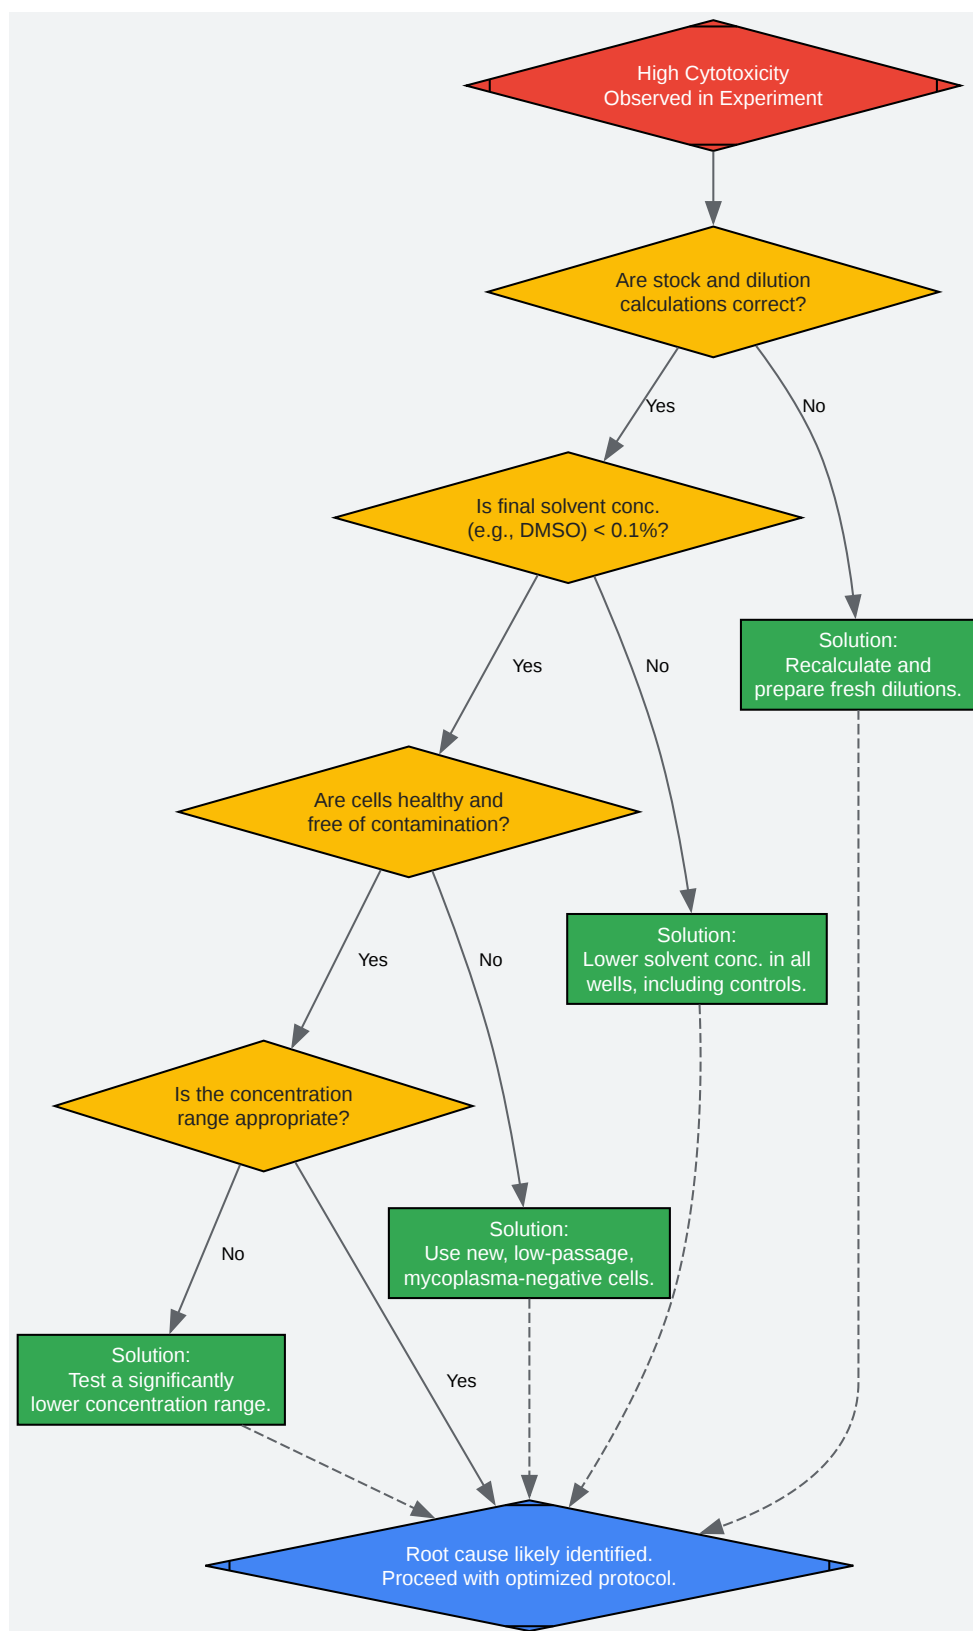 High Cytotoxicity
Observed in Experiment
Are stock and dilution
calculations correct?
Yes
No
Is final solvent conc.
(e.g., DMSO) < 0.1%?
Solution:
Recalculate and
prepare fresh dilutions.
Yes
No
Are cells healthy and
free of contamination?
Solution:
Lower solvent conc. in all
wells, including controls.
Yes
No
Is the concentration
range appropriate?
Solution:
Use new, low-passage,
mycoplasma-negative cells.
No
Yes
Solution:
Test a significantly
lower concentration range.
Root cause likely identified.
Proceed with optimized protocol.